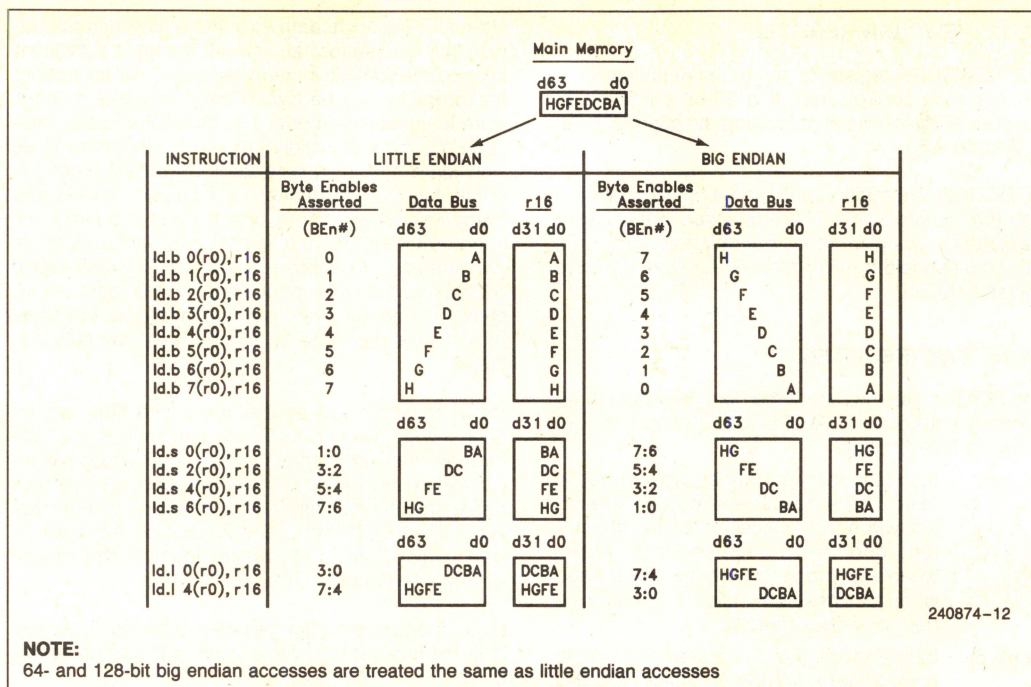 Main Memory
d63 d0
HGFEDCBA
INSTRUCTION LITTLE ENDIAN BIG ENDIAN
Byte Enables Asserted Data Bus r16 Byte Enables Asserted Data Bus r16
(BEn#) d63 d0 d31 d0 (BEn#) d63 d0 d31 d0
ld.b 0(r0),r16 0 A A 7 H H
ld.b 1(r0),r16 1 B B 6 G G
ld.b 2(r0),r16 2 C C 5 F F
ld.b 3(r0),r16 3 D D 4 E E
ld.b 4(r0),r16 4 E E 3 D D
ld.b 5(r0),r16 5 F F 2 C C
ld.b 6(r0),r16 6 G G 1 B B
ld.b 7(r0),r16 7 H H 0 A A
d63 d0 d31 d0 d63 d0 d31 d0
ld.s 0(r0),r16 1:0 BA BA 7:6 HG HG
ld.s 2(r0),r16 3:2 DC DC 5:4 FE FE
ld.s 4(r0),r16 5:4 FE FE 3:2 DC DC
ld.s 6(r0),r16 7:6 HG HG 1:0 BA BA
d63 d0 d31 d0 d63 d0 d31 d0
ld.l 0(r0),r16 3:0 DCBA DCBA 7:4 HGFE HGFE
ld.l 4(r0),r16 7:4 HGFE HGFE 3:0 DCBA DCBA
240874–12
NOTE:
64- and 128-bit big endian accesses are treated the same as little endian accesses